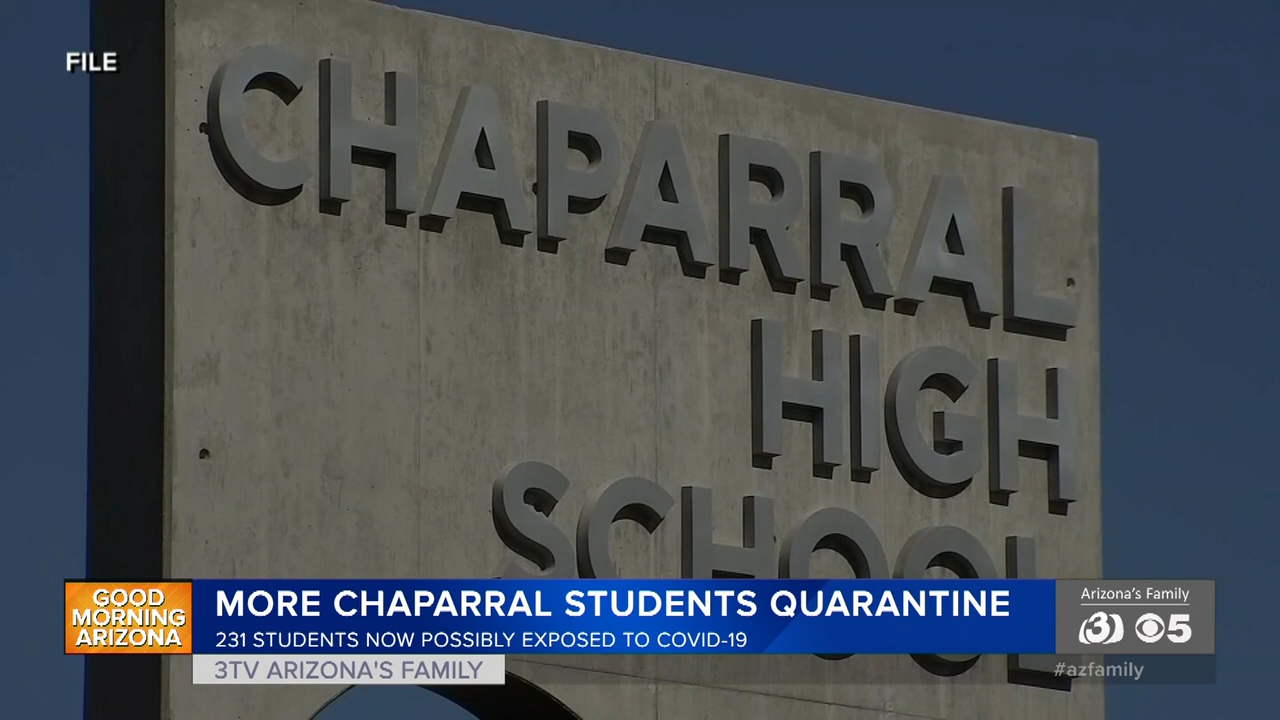 FILE
CHAPARRAL
HIGH
SCHOOL
GOOD
MORNING
ARIZONA
MORE CHAPARRAL STUDENTS QUARANTINE
231 STUDENTS NOW POSSIBLY EXPOSED TO COVID-19
3TV ARIZONA'S FAMILY
Arizona's Family
3 CBS 5
#azfamily